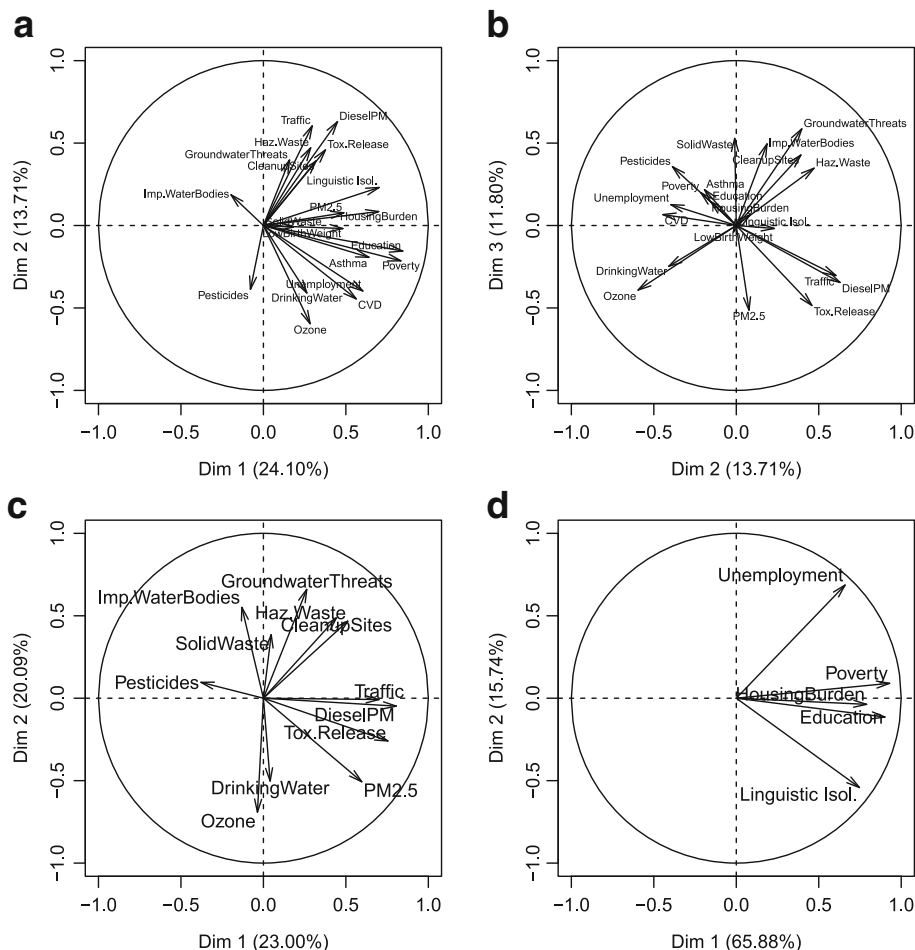 a
1.0
0.5
0.0
−0.5
−1.0
Dim 2 (13.71%)
Traffic
DieselPM
Haz.Waste
Tox.Release
GroundwaterThreats
CleanupSites
Linguistic Isol.
Imp.WaterBodies
PM2.5
HousingBurden
SolidWaste
LowBirthWeight
Education
Asthma
Poverty
Unemployment
Pesticides
DrinkingWater
CVD
Ozone
−1.0 −0.5 0.0 0.5 1.0
Dim 1 (24.10%)
b
1.0
0.5
0.0
−0.5
−1.0
Dim 3 (11.80%)
GroundwaterThreats
SolidWaste
Imp.WaterBodies
CleanupSites
Haz.Waste
Pesticides
Asthma
Poverty
Education
Unemployment
HousingBurden
CVD
Linguistic Isol.
LowBirthWeight
DrinkingWater
Traffic
Ozone
DieselPM
PM2.5
Tox.Release
−1.0 −0.5 0.0 0.5 1.0
Dim 2 (13.71%)
c
1.0
0.5
0.0
−0.5
−1.0
Dim 2 (20.09%)
GroundwaterThreats
Imp.WaterBodies
Haz.Waste
CleanupSites
SolidWaste
Pesticides
Traffic
DieselPM
Tox.Release
DrinkingWater
PM2.5
Ozone
−1.0 −0.5 0.0 0.5 1.0
Dim 1 (23.00%)
d
1.0
0.5
0.0
−0.5
−1.0
Dim 2 (15.74%)
Unemployment
Poverty
HousingBurden
Education
Linguistic Isol.
−1.0 −0.5 0.0 0.5 1.0
Dim 1 (65.88%)